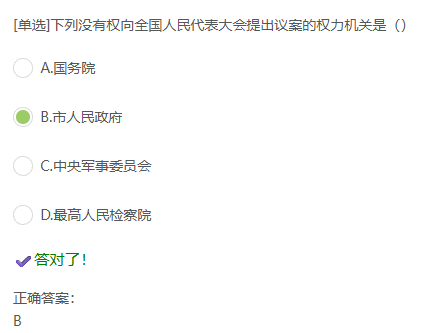 [单选]下列没有权向全国人民代表大会提出议案的权力机关是（）
A.国务院
B.市人民政府
C.中央军事委员会
D.最高人民检察院
答对了!
正确答案：
B